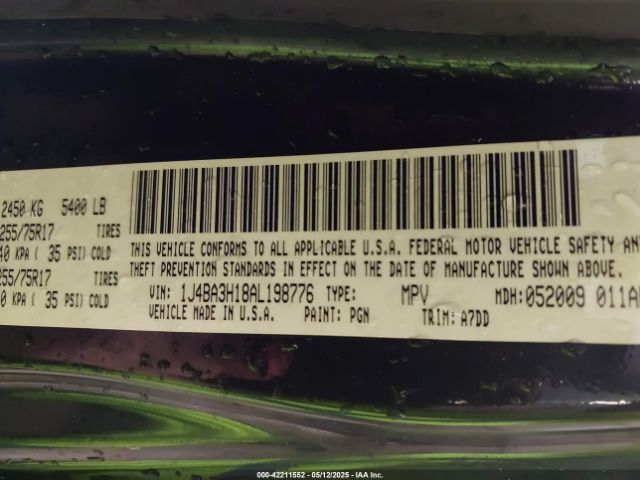 2450 KG 5400 LB
255/75R17 TIRES
40 KPA ( 35 PSI) COLD
255/75R17 TIRES
0 KPA ( 35 PSI) COLD
THIS VEHICLE CONFORMS TO ALL APPLICABLE U.S.A. FEDERAL MOTOR VEHICLE SAFETY AN
THEFT PREVENTION STANDARDS IN EFFECT ON THE DATE OF MANUFACTURE SHOWN ABOVE.
VIN: 1J4BA3H18AL198776 TYPE: MPV MDH: 052009 011A
VEHICLE MADE IN U.S.A. PAINT: PGN TRIM: A7DD
000-42211552 - 05/12/2025 - © IAA Inc.